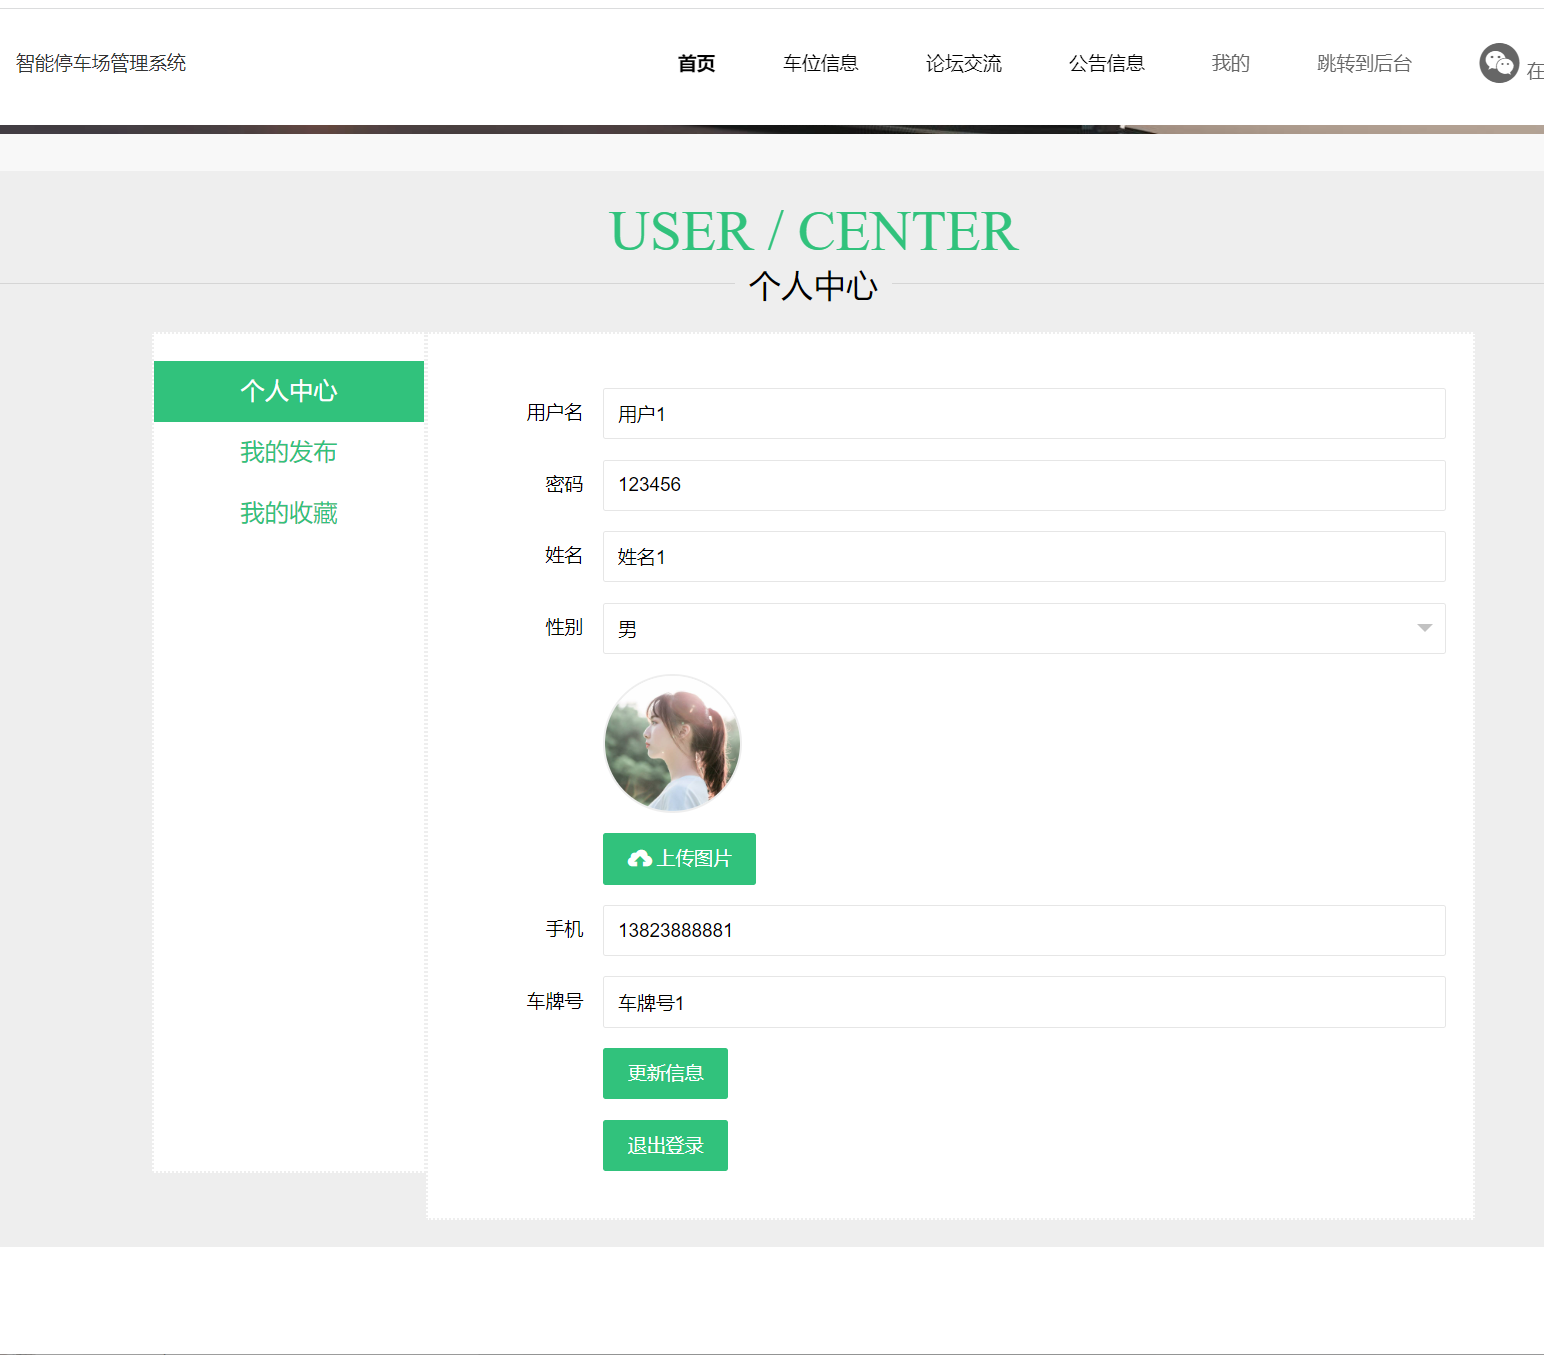 智能停车场管理系统 首页 车位信息 论坛交流 公告信息 我的 跳转到后台 在
USER / CENTER
个人中心
个人中心
我的发布
我的收藏
用户名 用户1
密码 123456
姓名 姓名1
性别 男
上传图片
手机 13823888881
车牌号 车牌号1
更新信息
退出登录